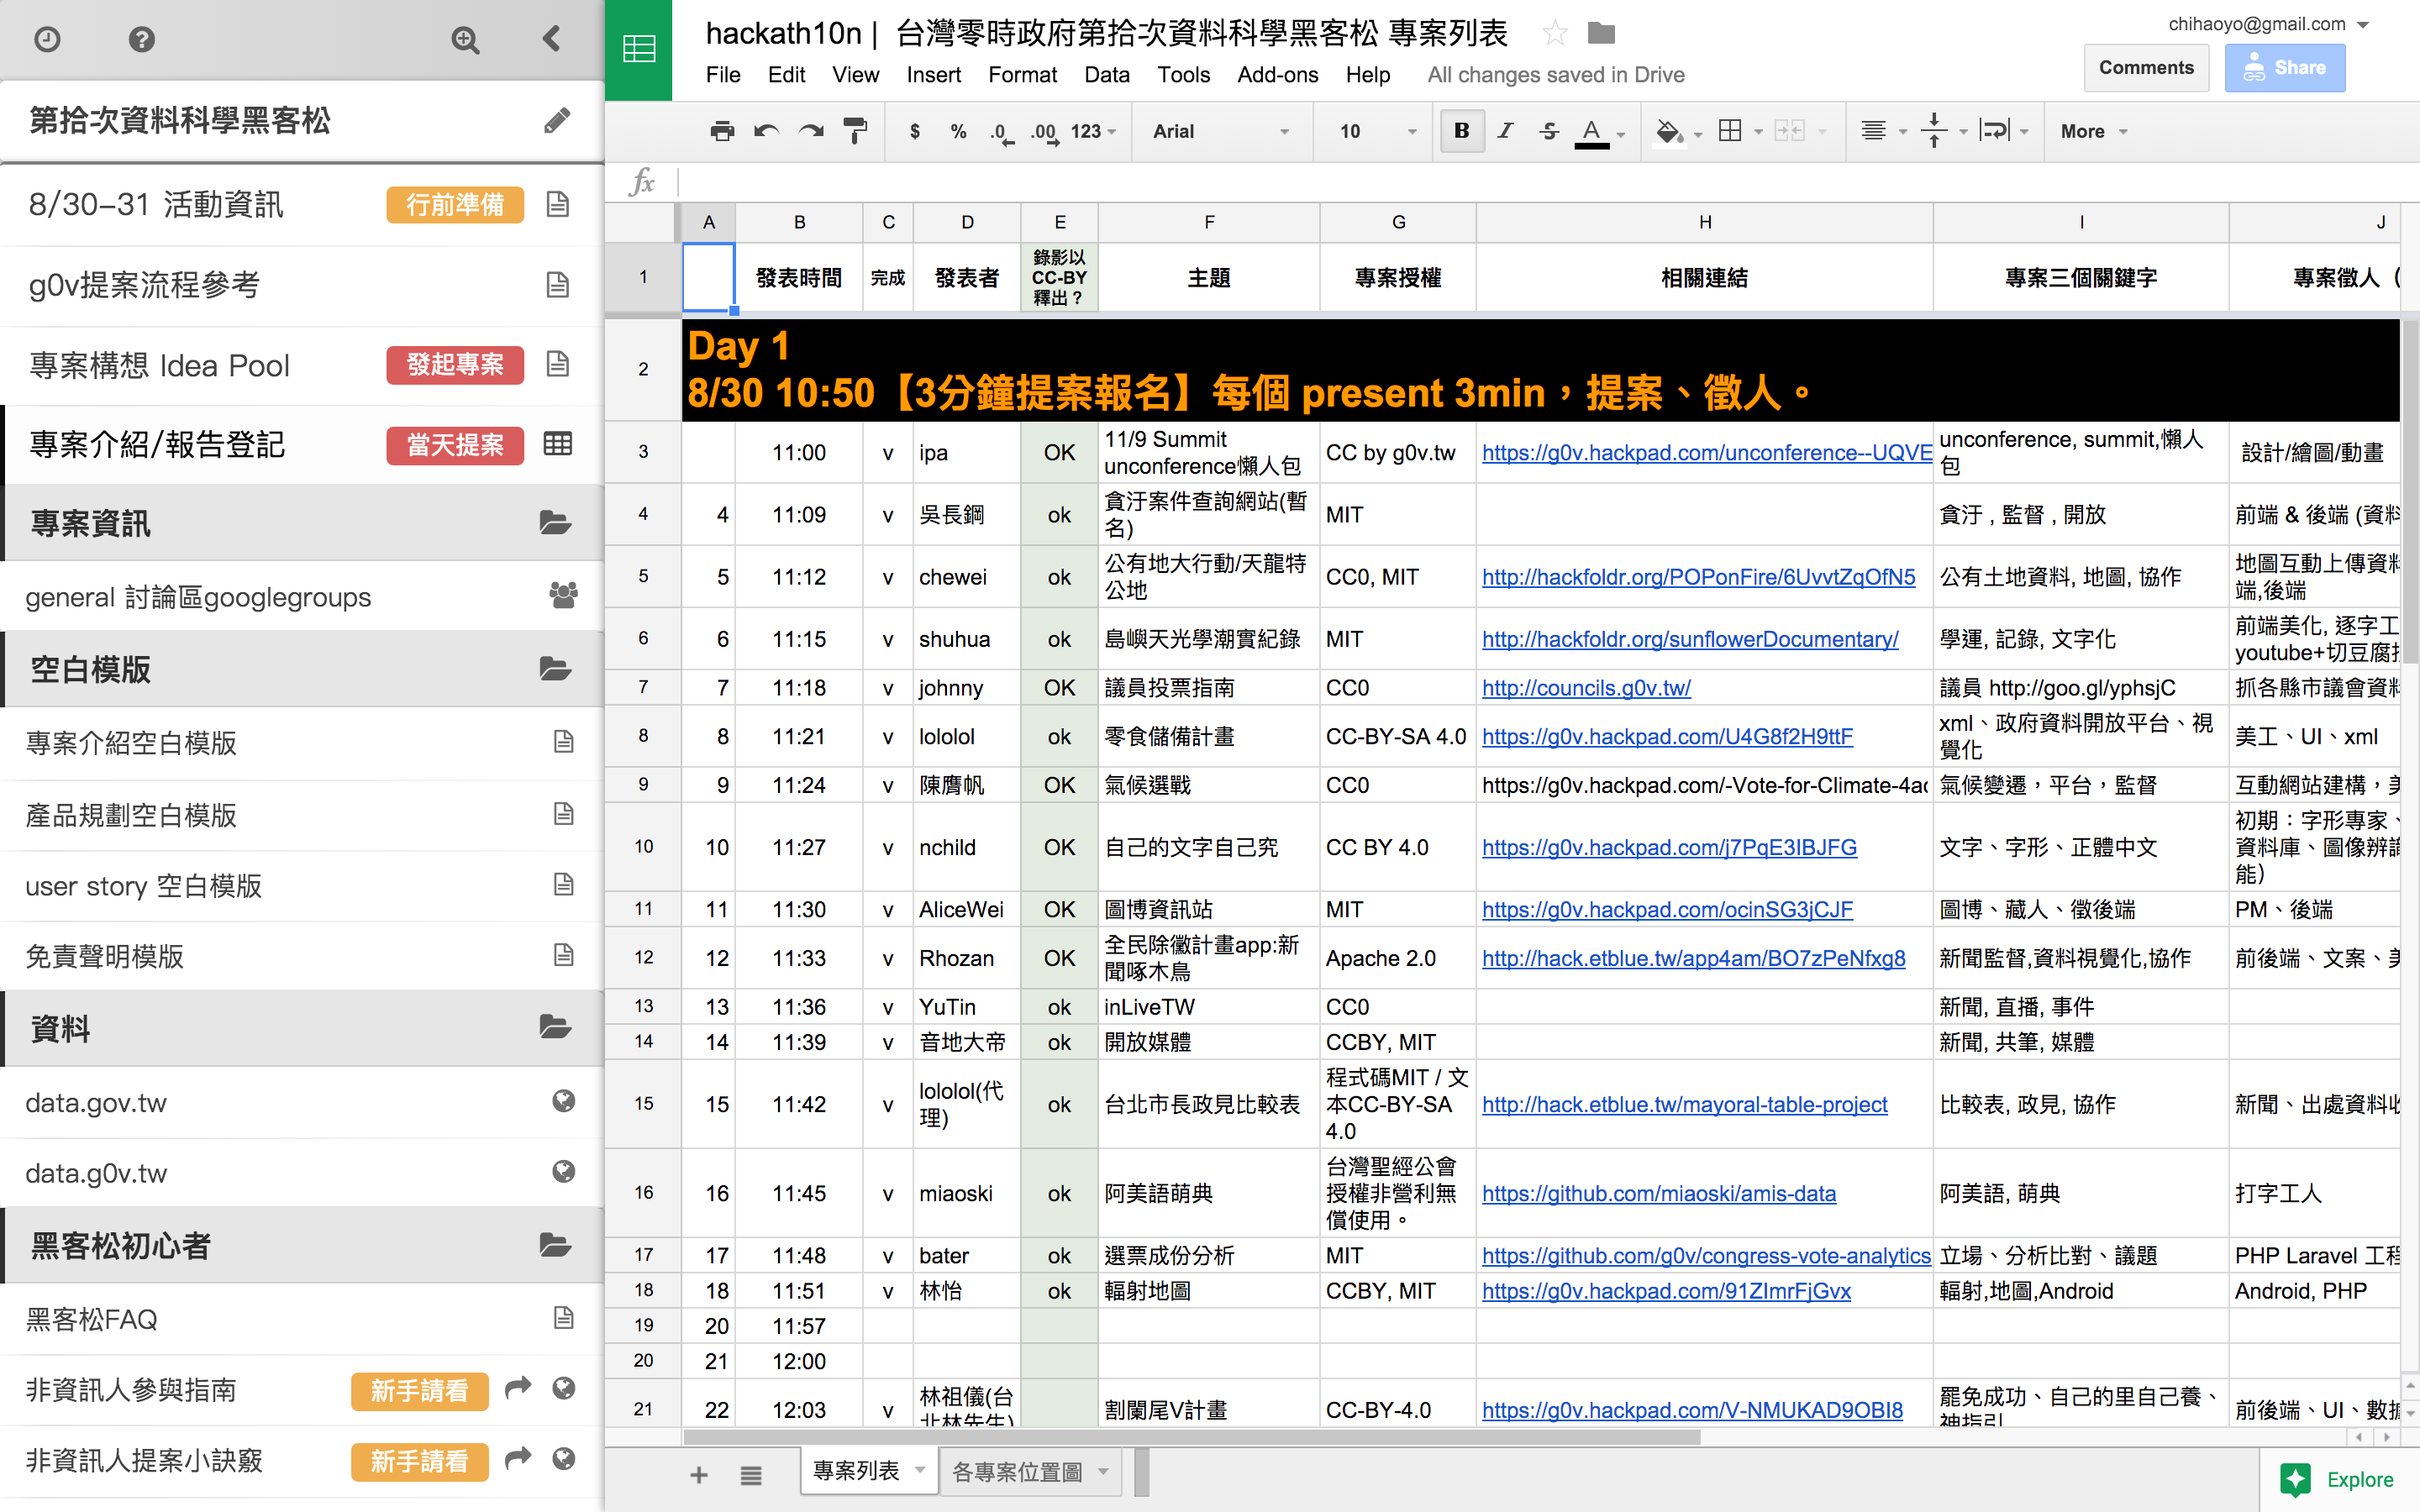 第拾次資料科學黑客松
8/30-31 活動資訊 行前準備
g0v提案流程參考
專案構想 Idea Pool 發起專案
專案介紹/報告登記 當天提案
專案資訊
general 討論區googlegroups
空白模版
專案介紹空白模版
產品規劃空白模版
user story 空白模版
免責聲明模版
資料
data.gov.tw
data.g0v.tw
黑客松初心者
黑客松FAQ
非資訊人參與指南 新手請看
非資訊人提案小訣竅 新手請看
hackath10n | 台灣零時政府第拾次資料科學黑客松 專案列表
chihaoyo@gmail.com
File Edit View Insert Format Data Tools Add-ons Help All changes saved in Drive
Comments Share
$ % .0 .00 123 Arial 10 B I S A More
fx
A B C D E F G H I J
1 發表時間 完成 發表者 錄影以 CC-BY 釋出? 主題 專案授權 相關連結 專案三個關鍵字 專案徵人（
2 Day 1
8/30 10:50【3分鐘提案報名】每個 present 3min，提案、徵人。
3 11:00 v ipa OK 11/9 Summit unconference懶人包 CC by g0v.tw https://g0v.hackpad.com/unconference--UQVE unconference, summit,懶人包 設計/繪圖/動畫
4 4 11:09 v 吳長鋼 ok 貪汙案件查詢網站(暫名) MIT 貪汙 , 監督 , 開放 前端 & 後端 (資料
5 5 11:12 v chewei ok 公有地大行動/天龍特公地 CC0, MIT http://hackfoldr.org/POPonFire/6UvvtZqOfN5 公有土地資料, 地圖, 協作 地圖互動上傳資料 端,後端
6 6 11:15 v shuhua ok 島嶼天光學潮實紀錄 MIT http://hackfoldr.org/sunflowerDocumentary/ 學運, 記錄, 文字化 前端美化, 逐字工 youtube+切豆腐
7 7 11:18 v johnny OK 議員投票指南 CC0 http://councils.g0v.tw/ 議員 http://goo.gl/yphsjC 抓各縣市議會資料
8 8 11:21 v lololol ok 零食儲備計畫 CC-BY-SA 4.0 https://g0v.hackpad.com/U4G8f2H9ttF xml、政府資料開放平台、視覺化 美工、UI、xml
9 9 11:24 v 陳膺帆 OK 氣候選戰 CC0 https://g0v.hackpad.com/-Vote-for-Climate-4ac 氣候變遷，平台，監督 互動網站建構，美
10 10 11:27 v nchild OK 自己的文字自己究 CC BY 4.0 https://g0v.hackpad.com/j7PqE3IBJFG 文字、字形、正體中文 初期：字形專家、 資料庫、圖像辨識 能)
11 11 11:30 v AliceWei OK 圖博資訊站 MIT https://g0v.hackpad.com/ocinSG3jCJF 圖博、藏人、徵後端 PM、後端
12 12 11:33 v Rhozan OK 全民除黴計畫app:新聞啄木鳥 Apache 2.0 http://hack.etblue.tw/app4am/BO7zPeNfxg8 新聞監督,資料視覺化,協作 前後端、文案、美
13 13 11:36 v YuTin ok inLiveTW CC0 新聞, 直播, 事件
14 14 11:39 v 音地大帝 ok 開放媒體 CCBY, MIT 新聞, 共筆, 媒體
15 15 11:42 v lololol(代理) ok 台北市長政見比較表 程式碼MIT / 文本CC-BY-SA 4.0 http://hack.etblue.tw/mayoral-table-project 比較表, 政見, 協作 新聞、出處資料收
16 16 11:45 v miaoski ok 阿美語萌典 台灣聖經公會授權非營利無償使用。 https://github.com/miaoski/amis-data 阿美語, 萌典 打字工人
17 17 11:48 v bater ok 選票成份分析 MIT https://github.com/g0v/congress-vote-analytics 立場、分析比對、議題 PHP Laravel 工程
18 18 11:51 v 林怡 ok 輻射地圖 CCBY, MIT https://g0v.hackpad.com/91ZImrFjGvx 輻射,地圖,Android Android, PHP
19 20 11:57
20 21 12:00
21 22 12:03 v 林祖儀(台北林先生) 割闌尾V計畫 CC-BY-4.0 https://g0v.hackpad.com/V-NMUKAD9OBI8 罷免成功、自己的里自己養、神指引 前後端、UI、數據
專案列表 各專案位置圖
Explore